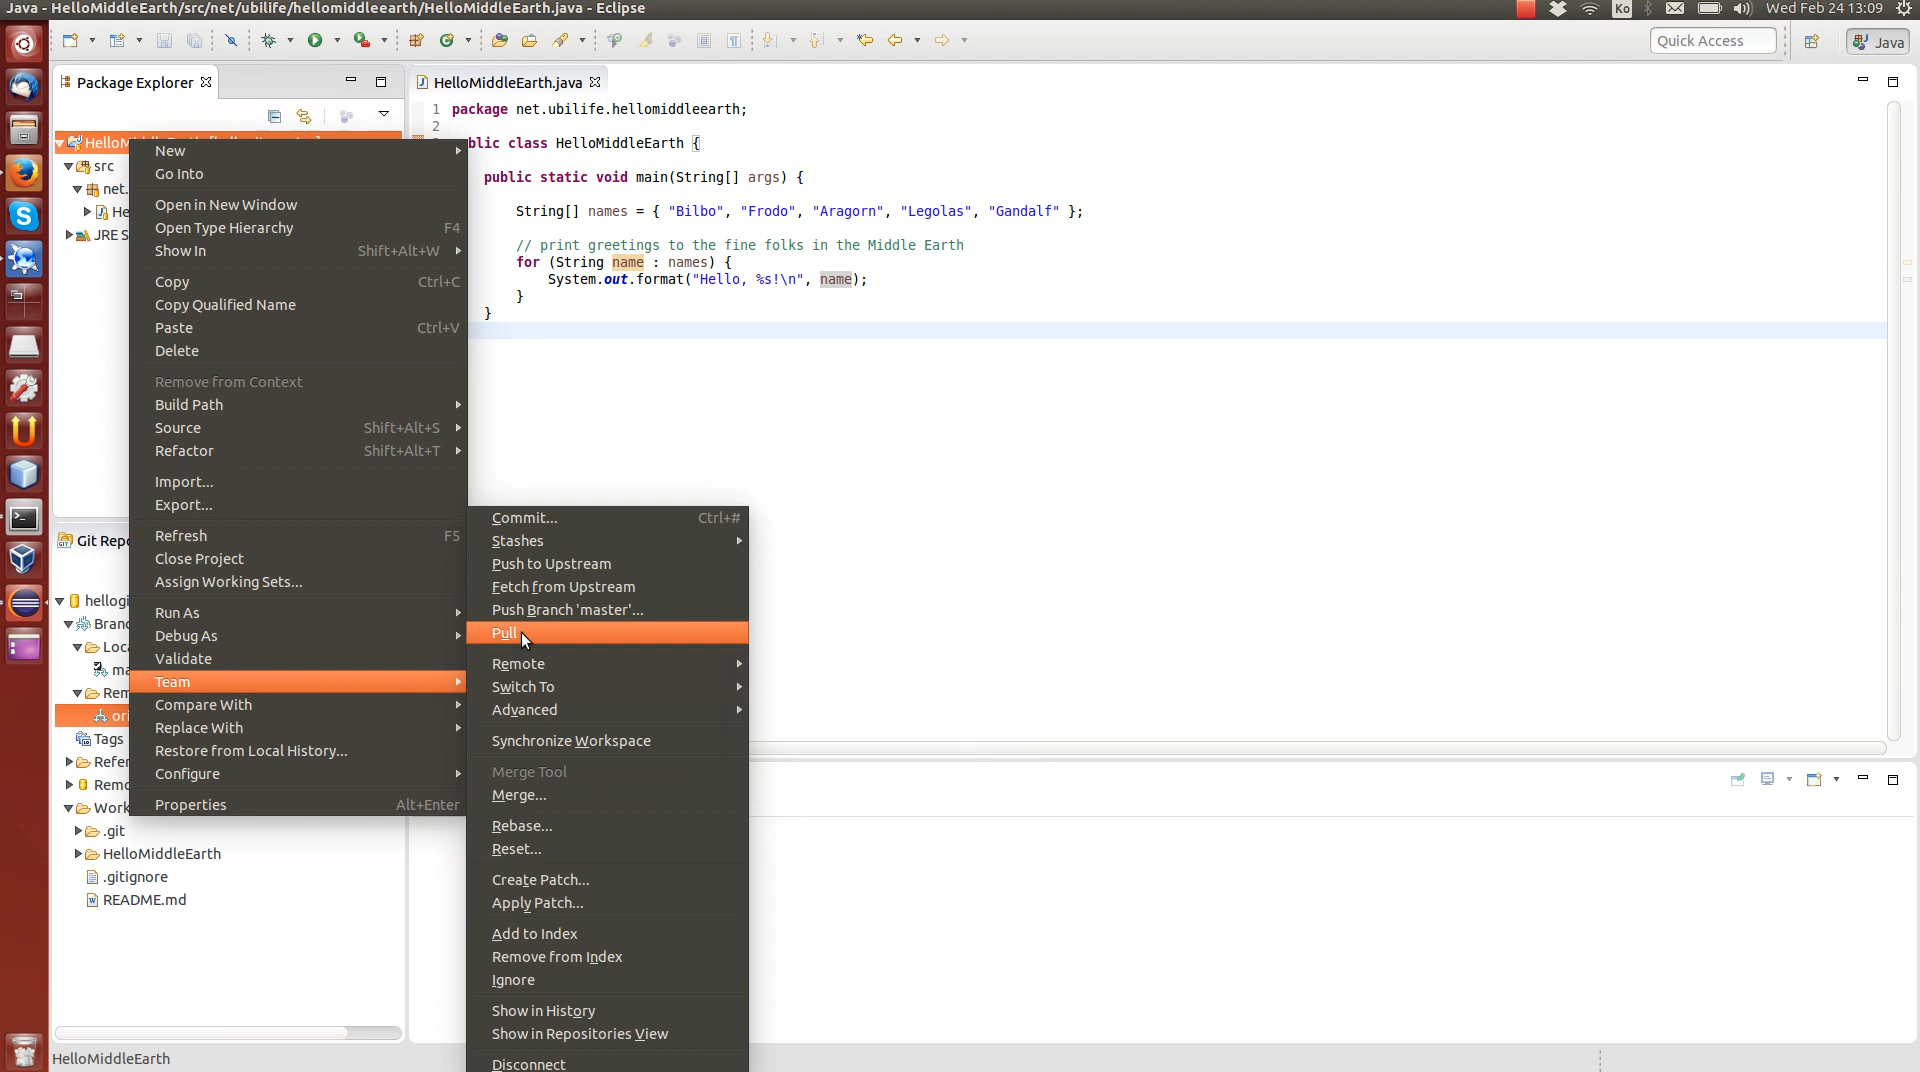 Java - HelloMiddleEarth/src/net/ubilife/hellomiddleearth/HelloMiddleEarth.java - Eclipse
Ko
Wed Feb 24 13:09
Quick Access
Java
Package Explorer
HelloMiddleEarth.java
1 package net.ubilife.hellomiddleearth;
2
blic class HelloMiddleEarth {
public static void main(String[] args) {
String[] names = { "Bilbo", "Frodo", "Aragorn", "Legolas", "Gandalf" };
// print greetings to the fine folks in the Middle Earth
for (String name : names) {
System.out.format("Hello, %s!\n", name);
}
}
HelloM
src
net.
He
JRE S
New
Go Into
Open in New Window
Open Type Hierarchy F4
Show In Shift+Alt+W
Copy Ctrl+C
Copy Qualified Name
Paste Ctrl+V
Delete
Remove from Context
Build Path
Source Shift+Alt+S
Refactor Shift+Alt+T
Import...
Export...
Refresh F5
Close Project
Assign Working Sets...
Run As
Debug As
Validate
Team
Compare With
Replace With
Restore from Local History...
Configure
Properties Alt+Enter
Commit... Ctrl+#
Stashes
Push to Upstream
Fetch from Upstream
Push Branch 'master'...
Pull
Remote
Switch To
Advanced
Synchronize Workspace
Merge Tool
Merge...
Rebase...
Reset...
Create Patch...
Apply Patch...
Add to Index
Remove from Index
Ignore
Show in History
Show in Repositories View
Disconnect
Git Repo
hellogi
Branc
Loca
ma
Rem
ori
Tags
Refer
Remo
Work
.git
HelloMiddleEarth
.gitignore
README.md
HelloMiddleEarth